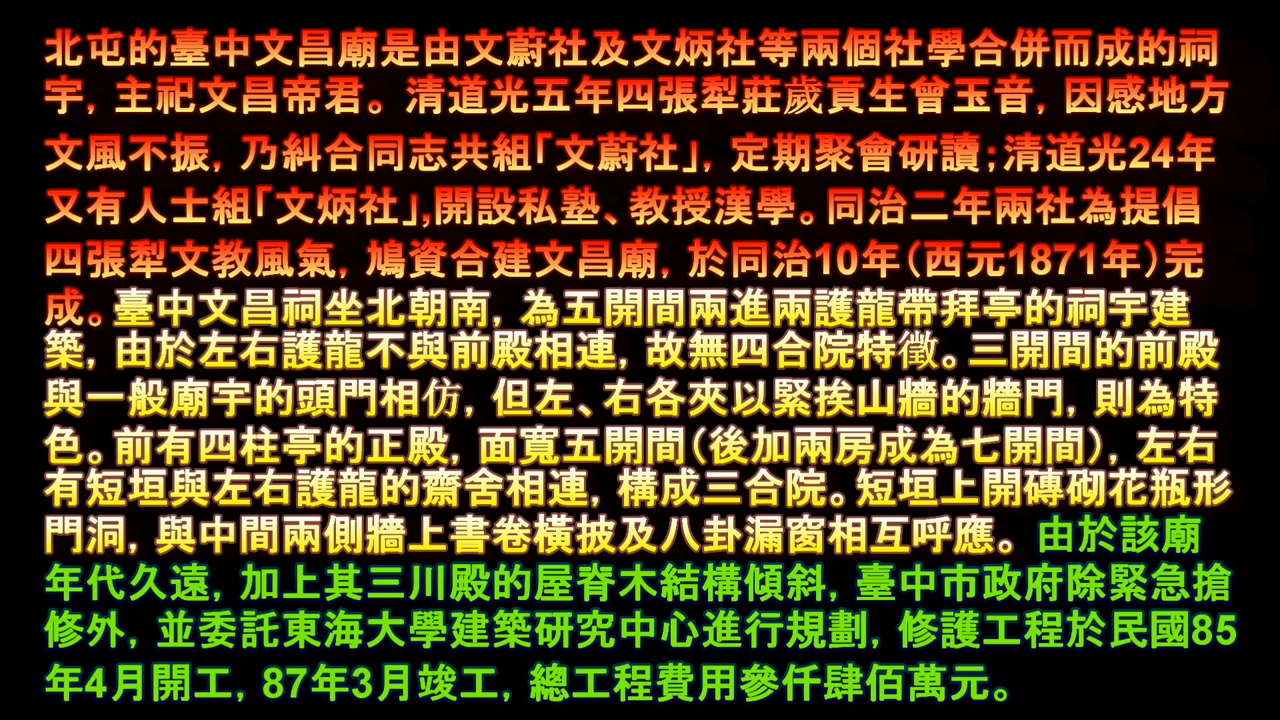 北屯的臺中文昌廟是由文蔚社及文炳社等兩個社學合併而成的祠
宇，主祀文昌帝君。清道光五年四張犁莊歲貢生曾玉音，因感地方
文風不振，乃糾合同志共組「文蔚社」，定期聚會研讀；清道光24年
又有人士組「文炳社」,開設私塾、教授漢學。同治二年兩社為提倡
四張犁文教風氣，鳩資合建文昌廟，於同治10年（西元1871年）完
成。臺中文昌祠坐北朝南，為五開間兩進兩護龍帶拜亭的祠宇建
築，由於左右護龍不與前殿相連，故無四合院特徵。三開間的前殿
與一般廟宇的頭門相仿，但左、右各夾以緊挨山牆的牆門，則為特
色。前有四柱亭的正殿，面寬五開間（後加兩房成為七開間），左右
有短垣與左右護龍的齋舍相連，構成三合院。短垣上開磚砌花瓶形
門洞，與中間兩側牆上書卷橫披及八卦漏窗相互呼應。由於該廟
年代久遠，加上其三川殿的屋脊木結構傾斜，臺中市政府除緊急搶
修外，並委託東海大學建築研究中心進行規劃，修護工程於民國85
年4月開工，87年3月竣工，總工程費用參仟肆佰萬元。